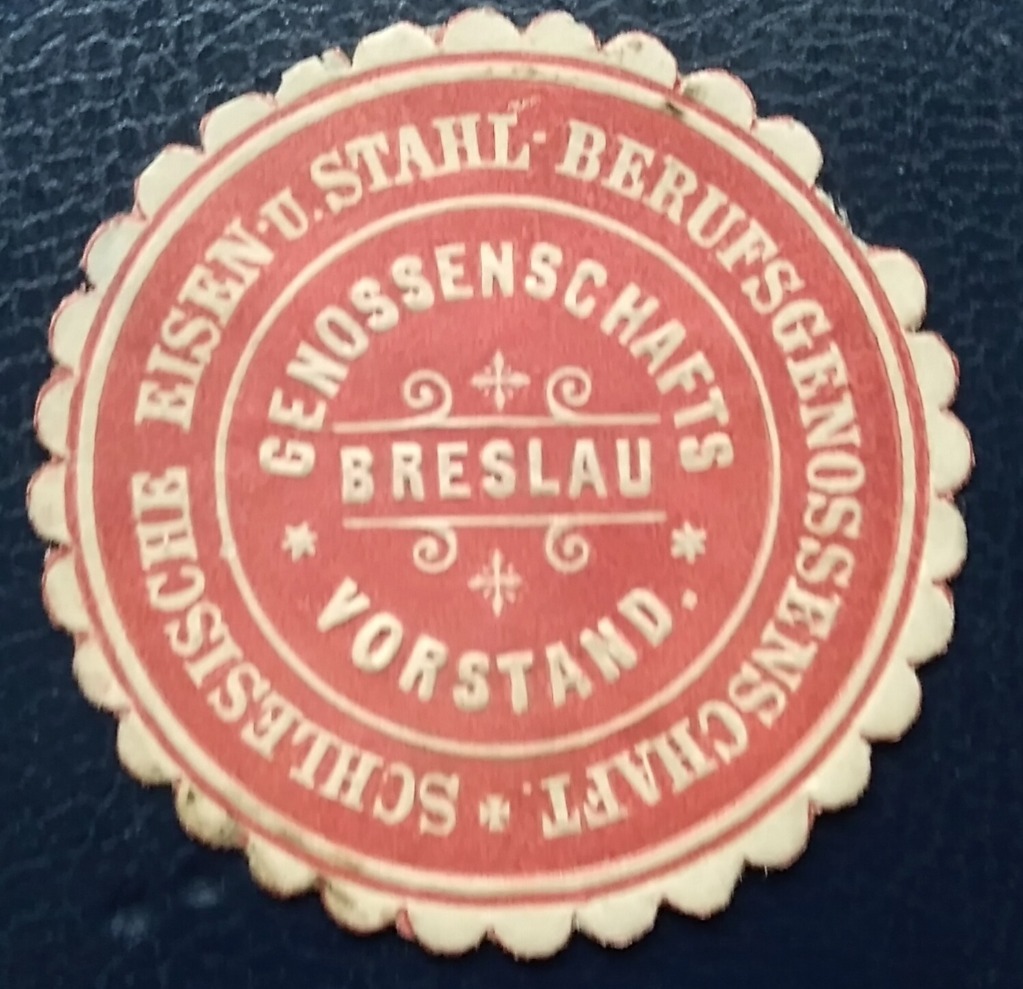 SCHLESISCHE EISEN-U. STAHL-BERUFSGENOSSENSCHAFT.
GENOSSENSCHAFTS
BRESLAU
VORSTAND.